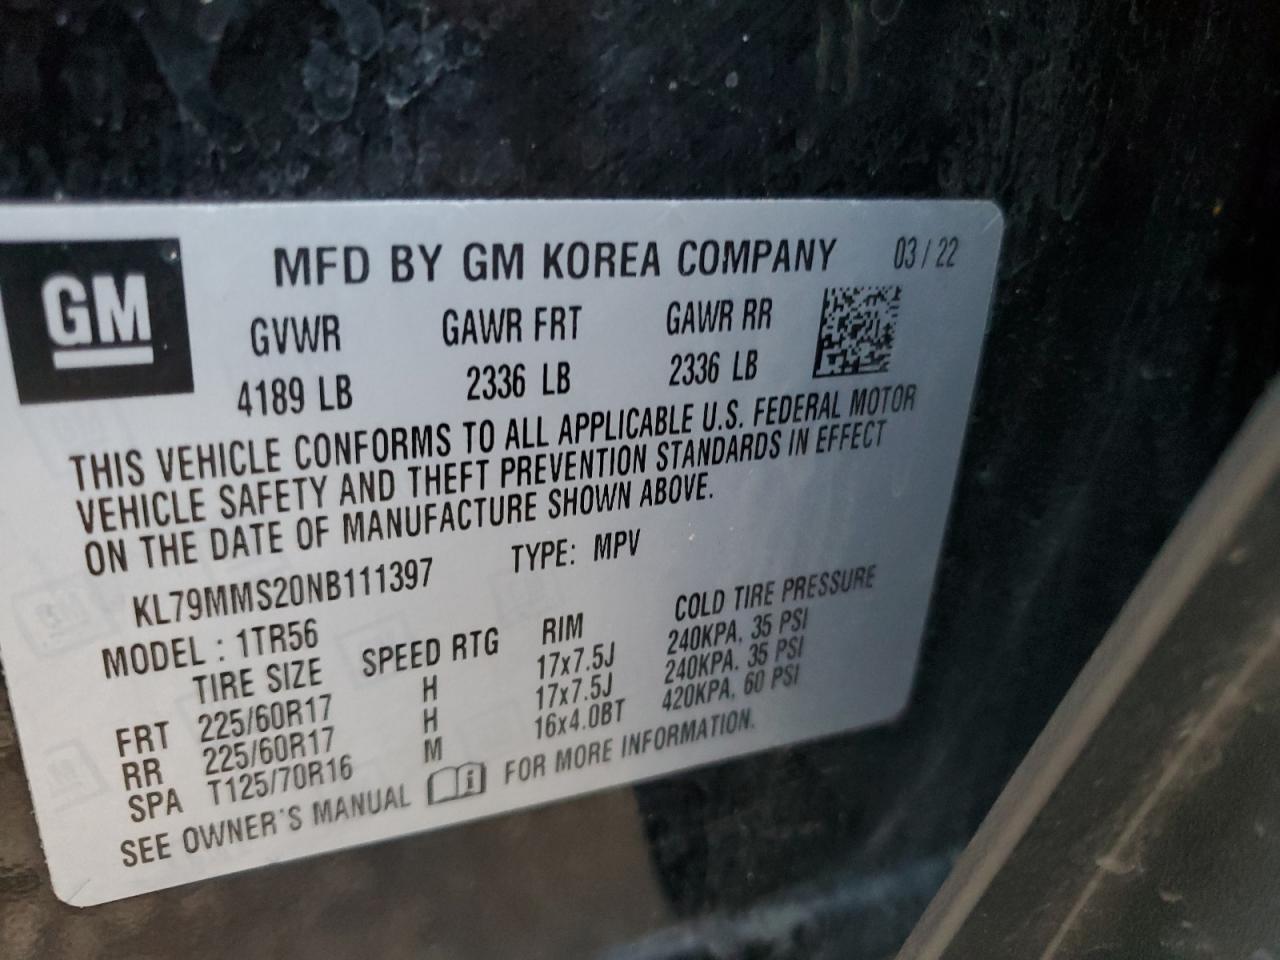 GM
MFD BY GM KOREA COMPANY 03 / 22
GVWR GAWR FRT GAWR RR
4189 LB 2336 LB 2336 LB
THIS VEHICLE CONFORMS TO ALL APPLICABLE U.S. FEDERAL MOTOR
VEHICLE SAFETY AND THEFT PREVENTION STANDARDS IN EFFECT
ON THE DATE OF MANUFACTURE SHOWN ABOVE.
KL79MMS20NB111397 TYPE: MPV
MODEL : 1TR56
TIRE SIZE SPEED RTG RIM COLD TIRE PRESSURE
FRT 225/60R17 H 17x7.5J 240KPA. 35 PSI
RR 225/60R17 H 17x7.5J 240KPA. 35 PSI
SPA T125/70R16 M 16x4.0BT 420KPA. 60 PSI
SEE OWNER'S MANUAL i FOR MORE INFORMATION.